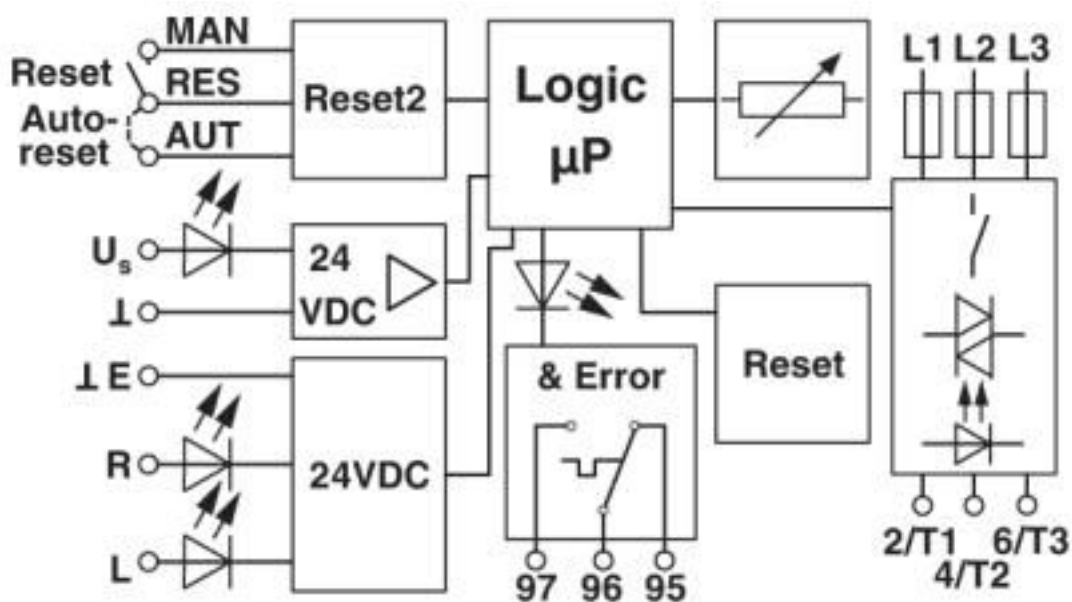 MAN
Reset
RES
Auto-
reset
AUT
Reset2
Logic
µP
L1 L2 L3
Us
24
VDC
⊥
⊥ E
R
24VDC
L
& Error
97 96 95
Reset
2/T1 6/T3
4/T2